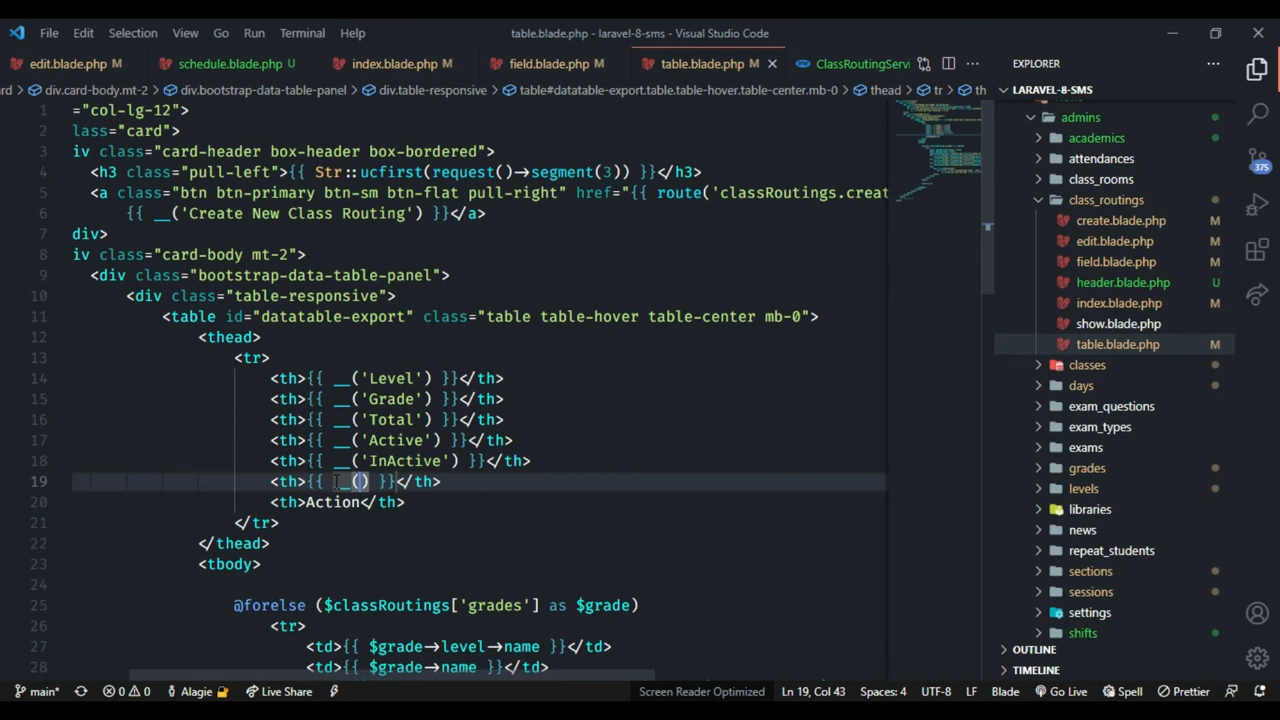 File Edit Selection View Go Run Terminal Help table.blade.php - laravel-8-sms - Visual Studio Code
edit.blade.php M schedule.blade.php U index.blade.php M field.blade.php M table.blade.php M ClassRoutingServi
rd > div.card-body.mt-2 > div.bootstrap-data-table-panel > div.table-responsive > table#datatable-export.table.table-hover.table-center.mb-0 > thead > tr > th
1 ="col-lg-12">
2 lass="card">
3 iv class="card-header box-header box-bordered">
4 <h3 class="pull-left">{{ Str::ucfirst(request()->segment(3)) }}</h3>
5 <a class="btn btn-primary btn-sm btn-flat pull-right" href="{{ route('classRoutings.creat
6 {{ __('Create New Class Routing') }}</a>
7 div>
8 iv class="card-body mt-2">
9 <div class="bootstrap-data-table-panel">
10 <div class="table-responsive">
11 <table id="datatable-export" class="table table-hover table-center mb-0">
12 <thead>
13 <tr>
14 <th>{{ __('Level') }}</th>
15 <th>{{ __('Grade') }}</th>
16 <th>{{ __('Total') }}</th>
17 <th>{{ __('Active') }}</th>
18 <th>{{ __('InActive') }}</th>
19 <th>{{ __() }}</th>
20 <th>Action</th>
21 </tr>
22 </thead>
23 <tbody>
24
25 @forelse ($classRoutings['grades'] as $grade)
26 <tr>
27 <td>{{ $grade->level->name }}</td>
28 <td>{{ $grade->name }}</td>
EXPLORER
LARAVEL-8-SMS
admins
academics
attendances
class_rooms
class_routings
create.blade.php M
edit.blade.php M
field.blade.php M
header.blade.php U
index.blade.php M
show.blade.php
table.blade.php M
classes
days
exam_questions
exam_types
exams
grades
levels
libraries
news
repeat_students
sections
sessions
settings
shifts
OUTLINE
TIMELINE
375
main* 0 0 Alagie Live Share Screen Reader Optimized Ln 19, Col 43 Spaces: 4 UTF-8 LF Blade Go Live Spell Prettier